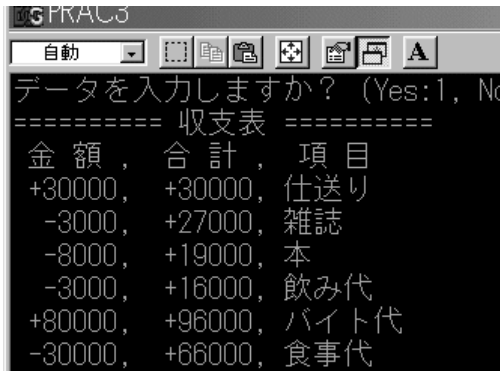 PRAC3
自動 A
データを入力しますか？ (Yes:1, No
========== 収支表 ==========
金 額 , 合 計 , 項 目
+30000, +30000, 仕送り
-3000, +27000, 雑誌
-8000, +19000, 本
-3000, +16000, 飲み代
+80000, +96000, バイト代
-30000, +66000, 食事代